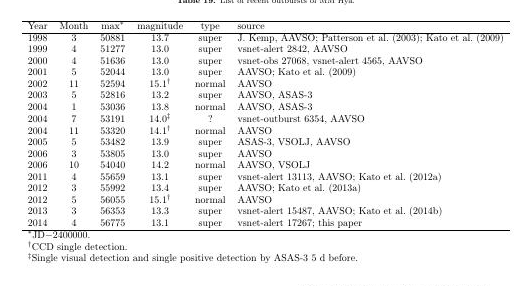 Table 19. List of recent outbursts of MM Hya.
Year Month max* magnitude type source
1998 3 50881 13.7 super J. Kemp, AAVSO; Patterson et al. (2003); Kato et al. (2009)
1999 4 51277 13.0 super vsnet-alert 2842, AAVSO
2000 4 51636 13.0 super vsnet-obs 27068, vsnet-alert 4565, AAVSO
2001 5 52044 13.0 super AAVSO; Kato et al. (2009)
2002 11 52594 15.1† normal AAVSO
2003 5 52816 13.2 super AAVSO, ASAS-3
2004 1 53036 13.8 normal AAVSO, ASAS-3
2004 7 53191 14.0‡ ? vsnet-outburst 6354, AAVSO
2004 11 53320 14.1† normal AAVSO
2005 5 53482 13.9 super ASAS-3, VSOLJ, AAVSO
2006 3 53805 13.0 super AAVSO
2006 10 54040 14.2 normal AAVSO, VSOLJ
2011 4 55659 13.1 super vsnet-alert 13113, AAVSO; Kato et al. (2012a)
2012 3 55992 13.4 super AAVSO; Kato et al. (2013a)
2012 5 56055 15.1† normal AAVSO
2013 3 56353 13.3 super vsnet-alert 15487, AAVSO; Kato et al. (2014b)
2014 4 56775 13.1 super vsnet-alert 17267; this paper
*JD−2400000.
†CCD single detection.
‡Single visual detection and single positive detection by ASAS-3 5 d before.